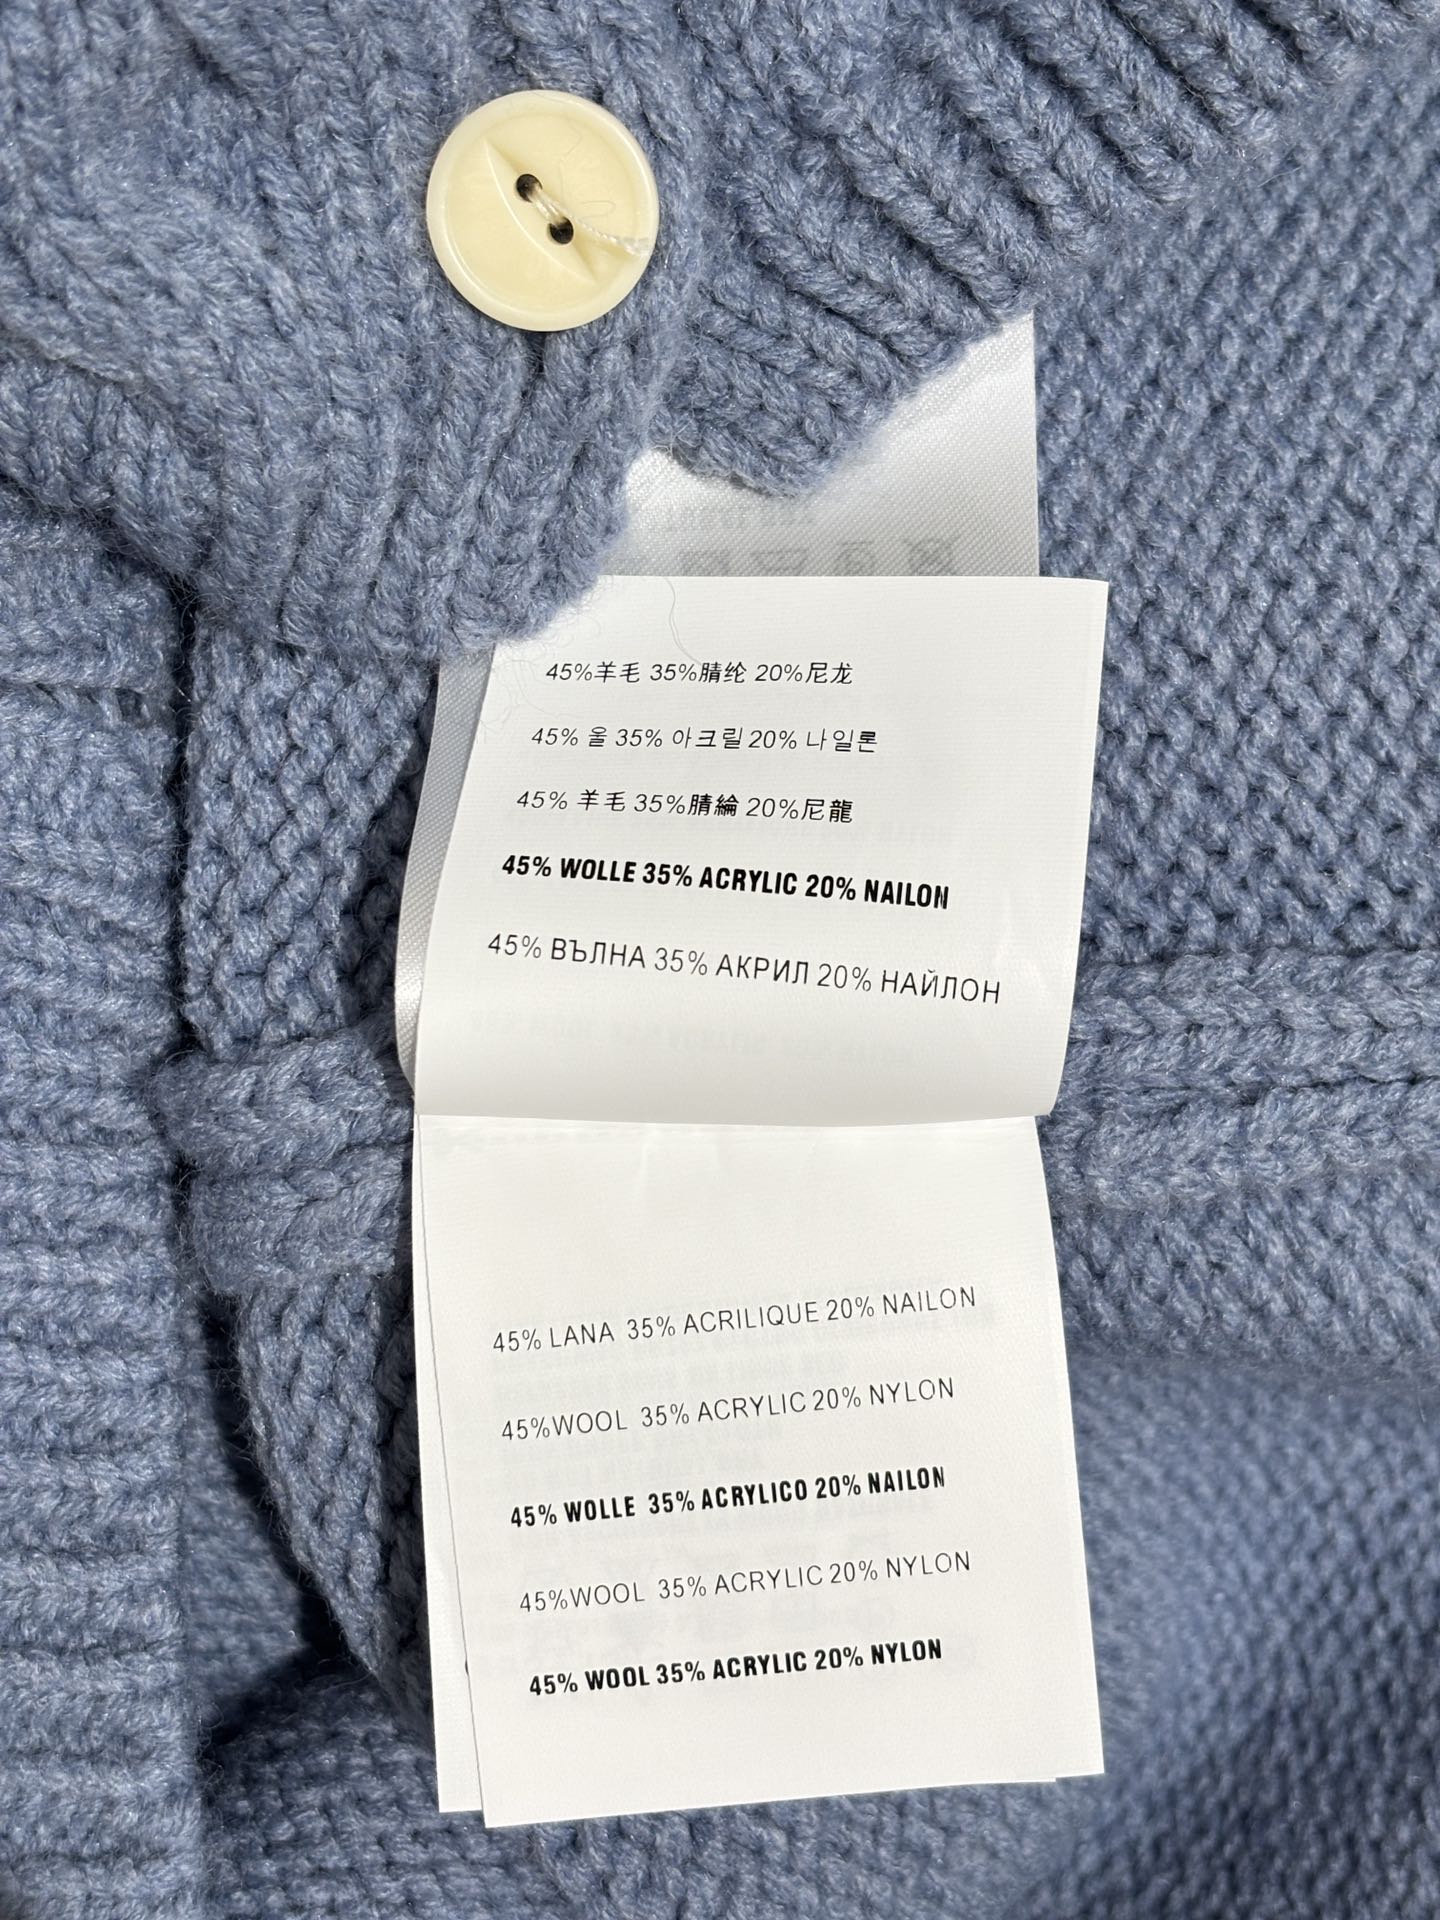 45%羊毛 35%腈纶 20%尼龙
45% 울 35% 아크릴 20% 나일론
45% 羊毛 35%腈綸 20%尼龍
45% WOLLE 35% ACRYLIC 20% NAILON
45% ВЪЛНА 35% АКРИЛ 20% НАЙЛОН
45% LANA 35% ACRILIQUE 20% NAILON
45%WOOL 35% ACRYLIC 20% NYLON
45% WOLLE 35% ACRYLICO 20% NAILON
45%WOOL 35% ACRYLIC 20% NYLON
45% WOOL 35% ACRYLIC 20% NYLON